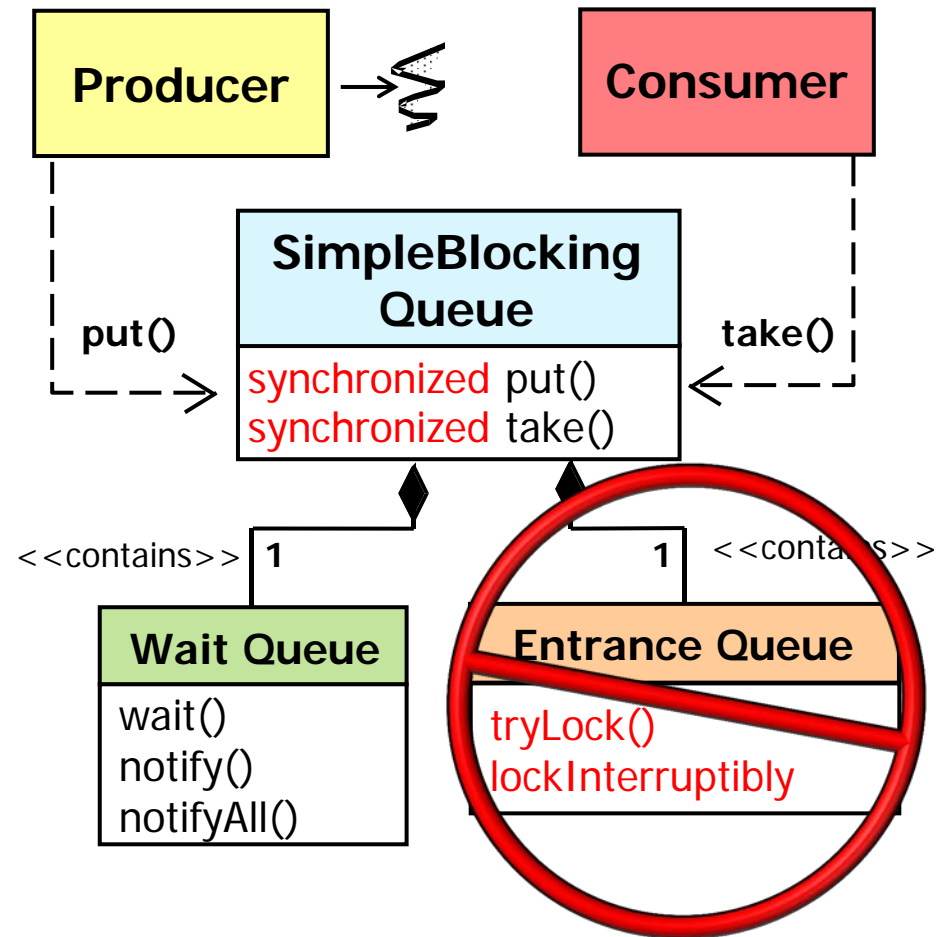 Producer
Consumer
SimpleBlocking
Queue
put()
take()
synchronized put()
synchronized take()
<<contains>>
1
1
<<contains>>
Wait Queue
Entrance Queue
wait()
notify()
notifyAll()
tryLock()
lockInterruptibly